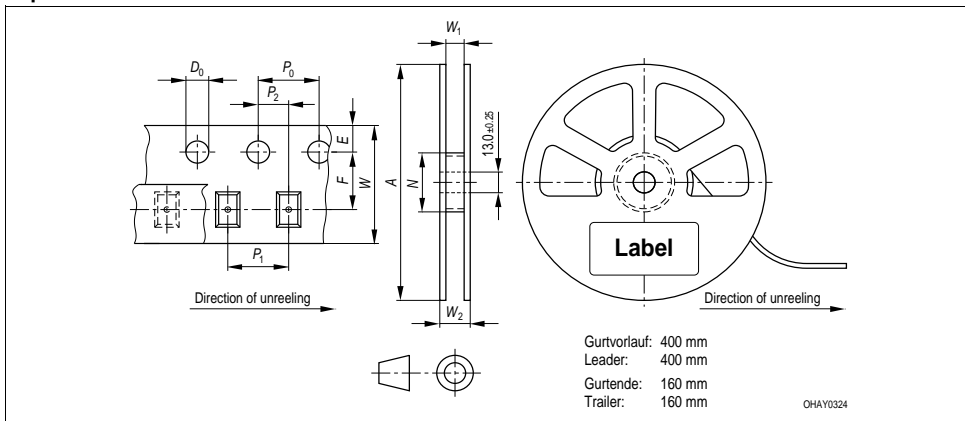 D0
P0
P2
E
F
W
P1
Direction of unreeling
W1
A
N
13.0 ±0.25
W2
Label
Direction of unreeling
Gurtvorlauf: 400 mm
Leader: 400 mm
Gurtende: 160 mm
Trailer: 160 mm
OHAY0324